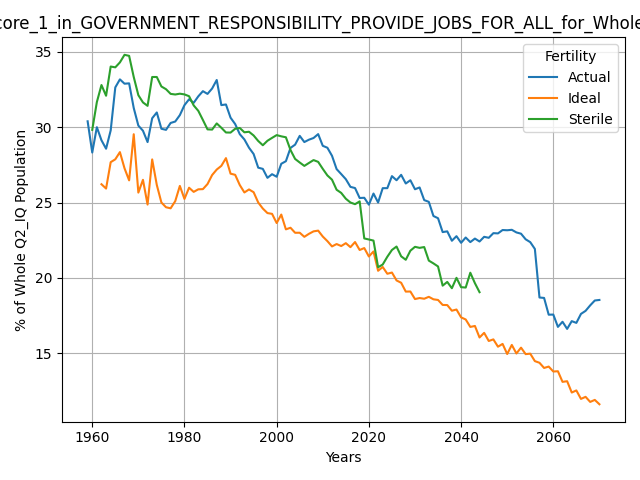 core_1_in_GOVERNMENT_RESPONSIBILITY_PROVIDE_JOBS_FOR_ALL_for_Whole
Fertility
Actual
Ideal
Sterile
% of Whole Q2_IQ Population
35
30
25
20
15
1960
1980
2000
2020
2040
2060
Years